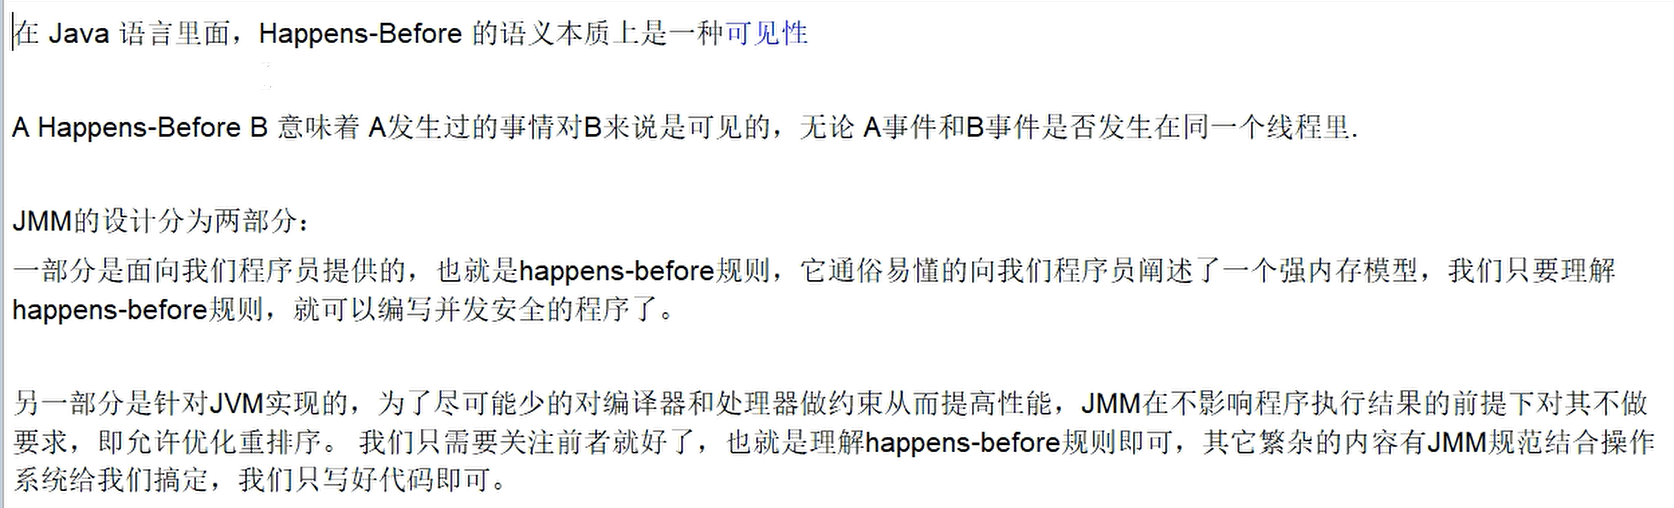 在 Java 语言里面，Happens-Before 的语义本质上是一种可见性
A Happens-Before B 意味着 A发生过的事情对B来说是可见的，无论 A事件和B事件是否发生在同一个线程里.
JMM的设计分为两部分：
一部分是面向我们程序员提供的，也就是happens-before规则，它通俗易懂的向我们程序员阐述了一个强内存模型，我们只要理解
happens-before规则，就可以编写并发安全的程序了。
另一部分是针对JVM实现的，为了尽可能少的对编译器和处理器做约束从而提高性能，JMM在不影响程序执行结果的前提下对其不做
要求，即允许优化重排序。 我们只需要关注前者就好了，也就是理解happens-before规则即可，其它繁杂的内容有JMM规范结合操作
系统给我们搞定，我们只写好代码即可。